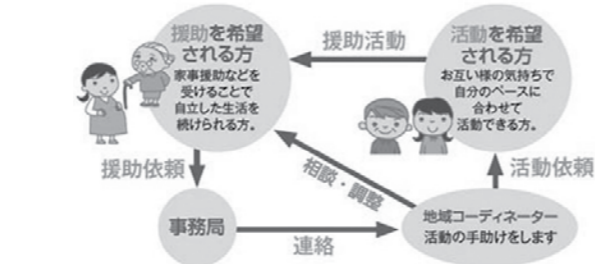 援助を希望
される方
家事援助などを
受けることで
自立した生活を
続けられる方。
援助活動
活動を希望
される方
お互い様の気持ちで
自分のペースに
合わせて
活動できる方。
援助依頼
相談・調整
活動依頼
事務局
連絡
地域コーディネーター
活動の手助けをします